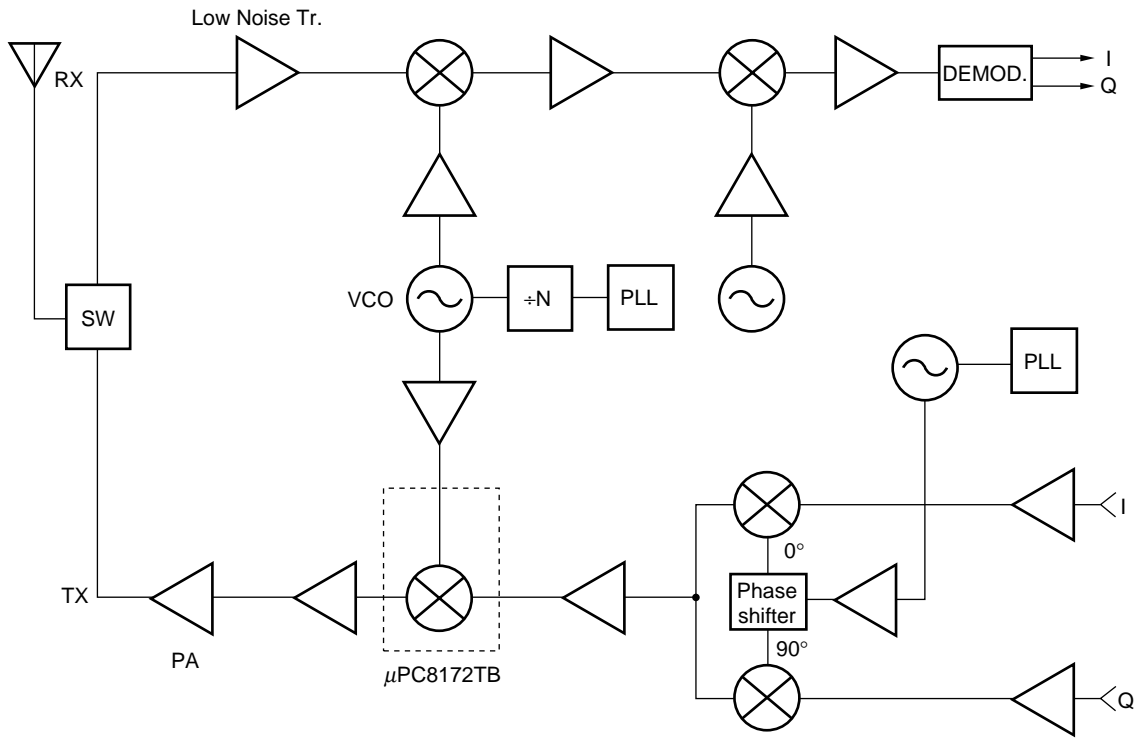 Low Noise Tr.
RX
DEMOD.
I
Q
SW
VCO
÷N
PLL
PLL
I
0°
Phase
shifter
90°
TX
PA
µPC8172TB
Q